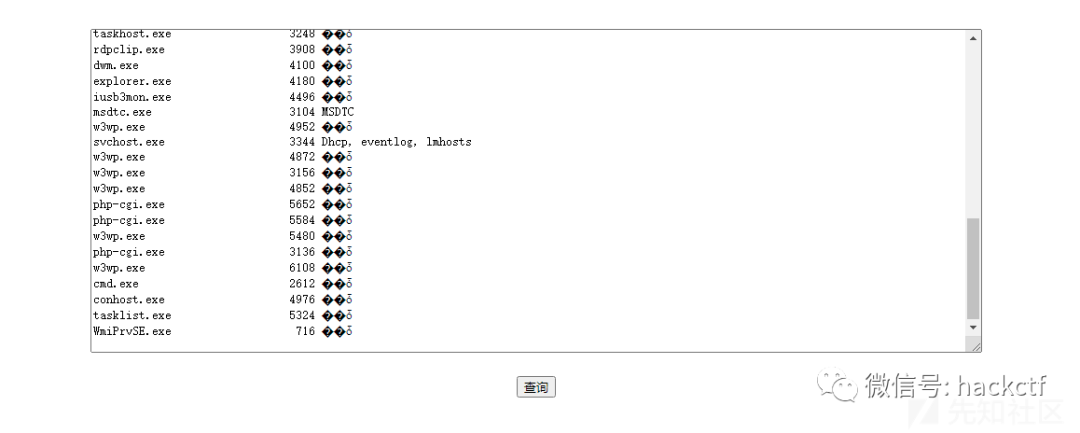 taskhost.exe 3248 ��õ
rdpclip.exe 3908 ��õ
dwm.exe 4100 ��õ
explorer.exe 4180 ��õ
iusb3mon.exe 4496 ��õ
msdtc.exe 3104 MSDTC
w3wp.exe 4952 ��õ
svchost.exe 3344 Dhcp, eventlog, lmhosts
w3wp.exe 4872 ��õ
w3wp.exe 3156 ��õ
w3wp.exe 4852 ��õ
php-cgi.exe 5652 ��õ
php-cgi.exe 5584 ��õ
w3wp.exe 5480 ��õ
php-cgi.exe 3136 ��õ
w3wp.exe 6108 ��õ
cmd.exe 2612 ��õ
conhost.exe 4976 ��õ
tasklist.exe 5324 ��õ
WmiPrvSE.exe 716 ��õ
查询
微信号: hackctf
先知社区